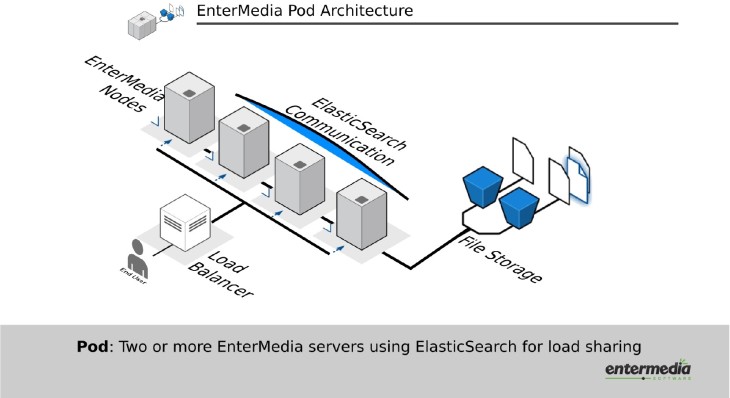 EnterMedia Pod Architecture
EnterMedia
Nodes
ElasticSearch
Communication
Load
Balancer
End User
File Storage
Pod: Two or more EnterMedia servers using ElasticSearch for load sharing
entermedia
SOFTWARE